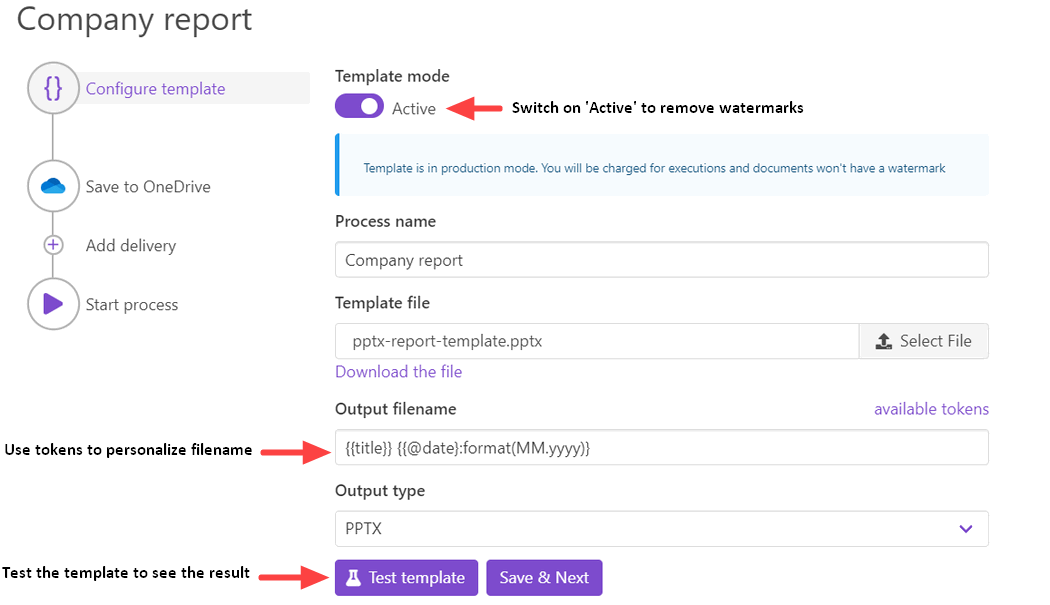 Company report
{} Configure template
Save to OneDrive
Add delivery
Start process
Template mode
Active
Switch on 'Active' to remove watermarks
Template is in production mode. You will be charged for executions and documents won't have a watermark
Process name
Company report
Template file
pptx-report-template.pptx
Select File
Download the file
Output filename
available tokens
Use tokens to personalize filename
{{title}} {{@date}:format(MM.yyyy)}
Output type
PPTX
Test the template to see the result
Test template
Save & Next